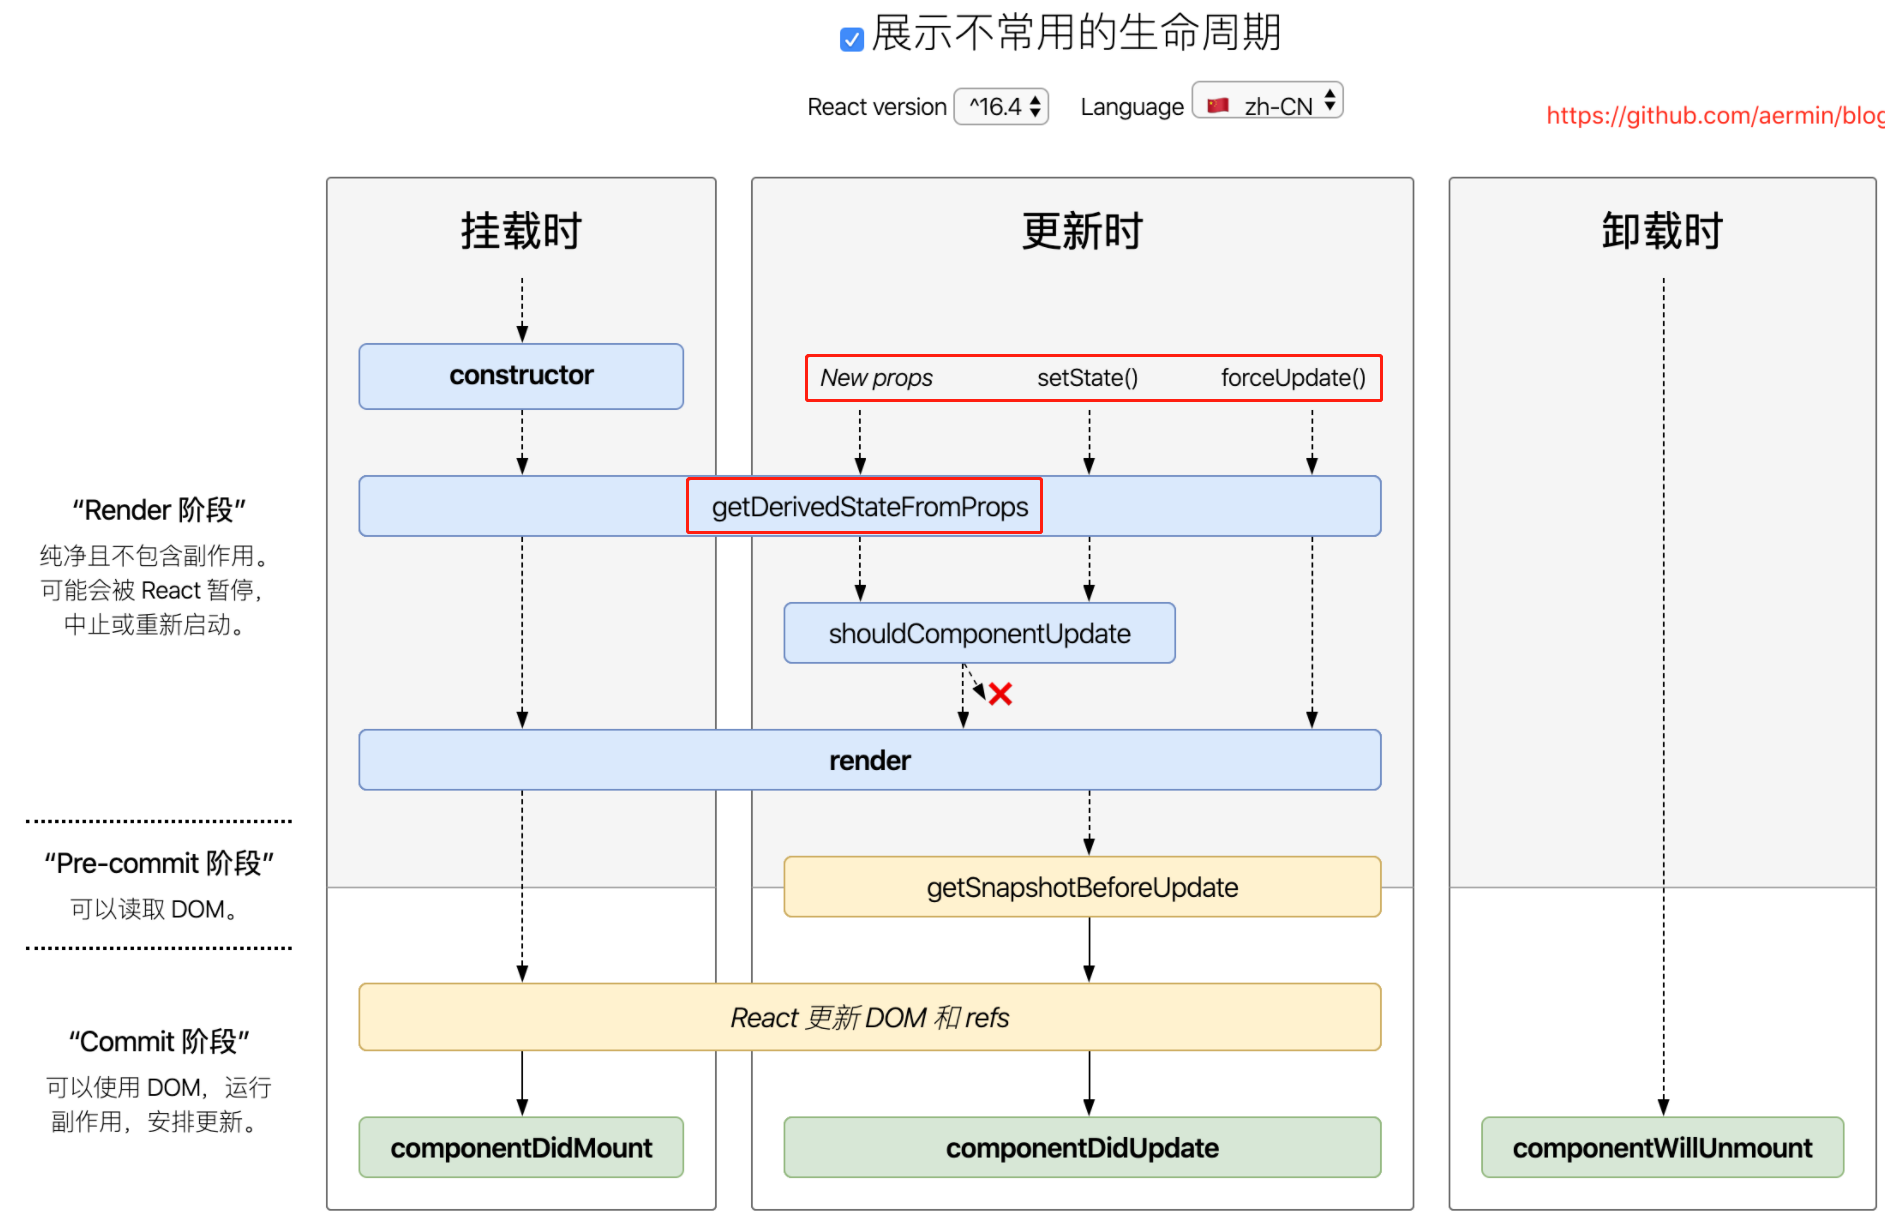 展示不常用的生命周期
React version ^16.4 Language zh-CN
https://github.com/aermin/blog
挂载时
更新时
卸载时
constructor
New props
setState()
forceUpdate()
getDerivedStateFromProps
“Render 阶段”
纯净且不包含副作用。
可能会被 React 暂停，
中止或重新启动。
shouldComponentUpdate
render
“Pre-commit 阶段”
可以读取 DOM。
getSnapshotBeforeUpdate
React 更新 DOM 和 refs
“Commit 阶段”
可以使用 DOM，运行
副作用，安排更新。
componentDidMount
componentDidUpdate
componentWillUnmount